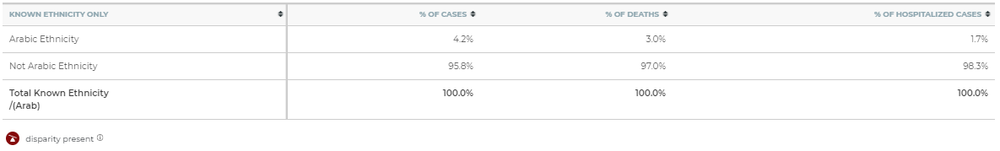 KNOWN ETHNICITY ONLY % OF CASES % OF DEATHS % OF HOSPITALIZED CASES
Arabic Ethnicity 4.2% 3.0% 1.7%
Not Arabic Ethnicity 95.8% 97.0% 98.3%
Total Known Ethnicity 100.0% 100.0% 100.0%
/(Arab)
disparity present